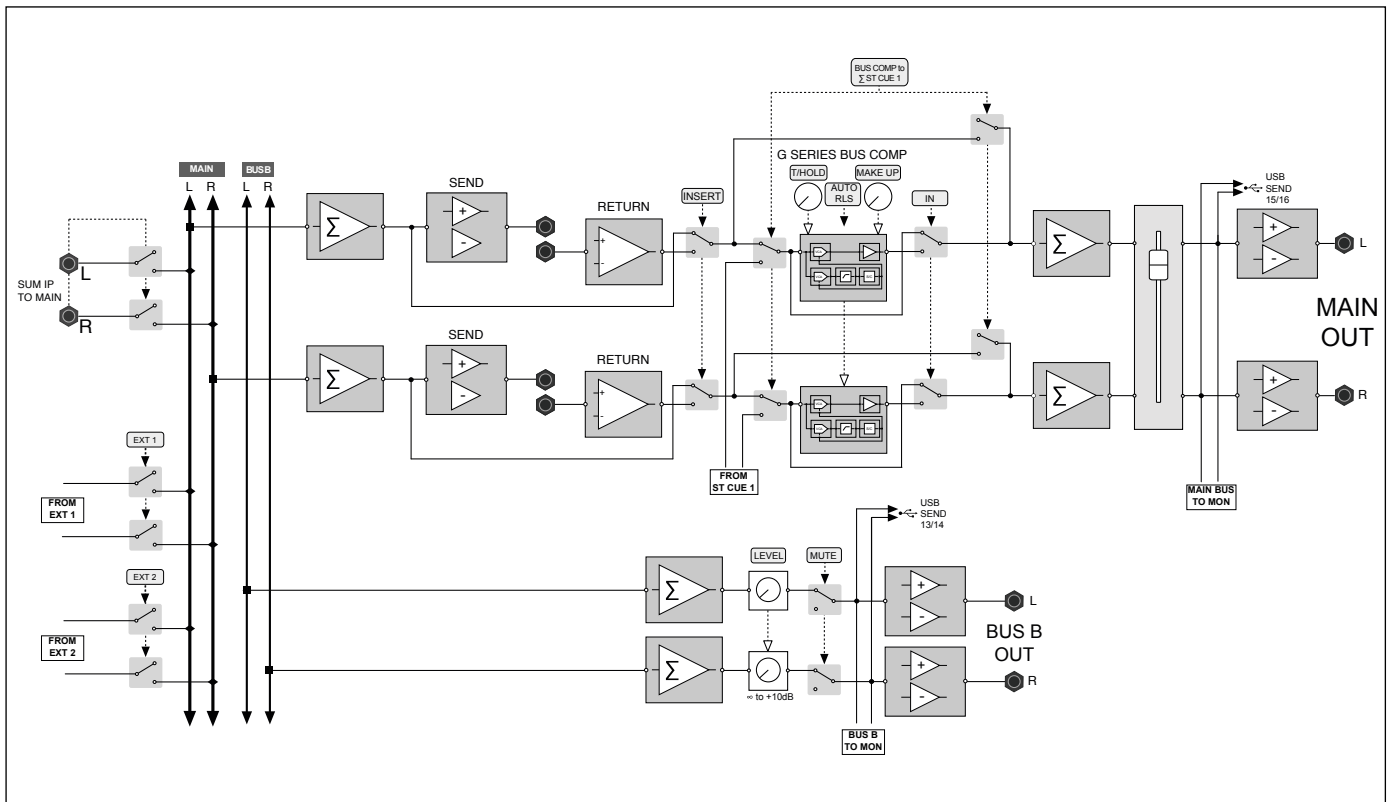 BUS COMP to
∑ ST CUE 1
G SERIES BUS COMP
T/HOLD
AUTO
RLS
MAKE UP
MAIN
BUSB
L R L R
SEND
RETURN
INSERT
IN
USB
SEND
15/16
∑
+
-
+
-
∑
+
-
L
SUM IP
TO MAIN
L
R
MAIN
OUT
SEND
RETURN
∑
+
-
+
-
∑
+
-
R
EXT 1
FROM
EXT 1
FROM
ST CUE 1
MAIN BUS
TO MON
USB
SEND
13/14
EXT 2
FROM
EXT 2
LEVEL
MUTE
∑
+
-
L
BUS B
OUT
∑
+
-
R
∞ to +10dB
BUS B
TO MON